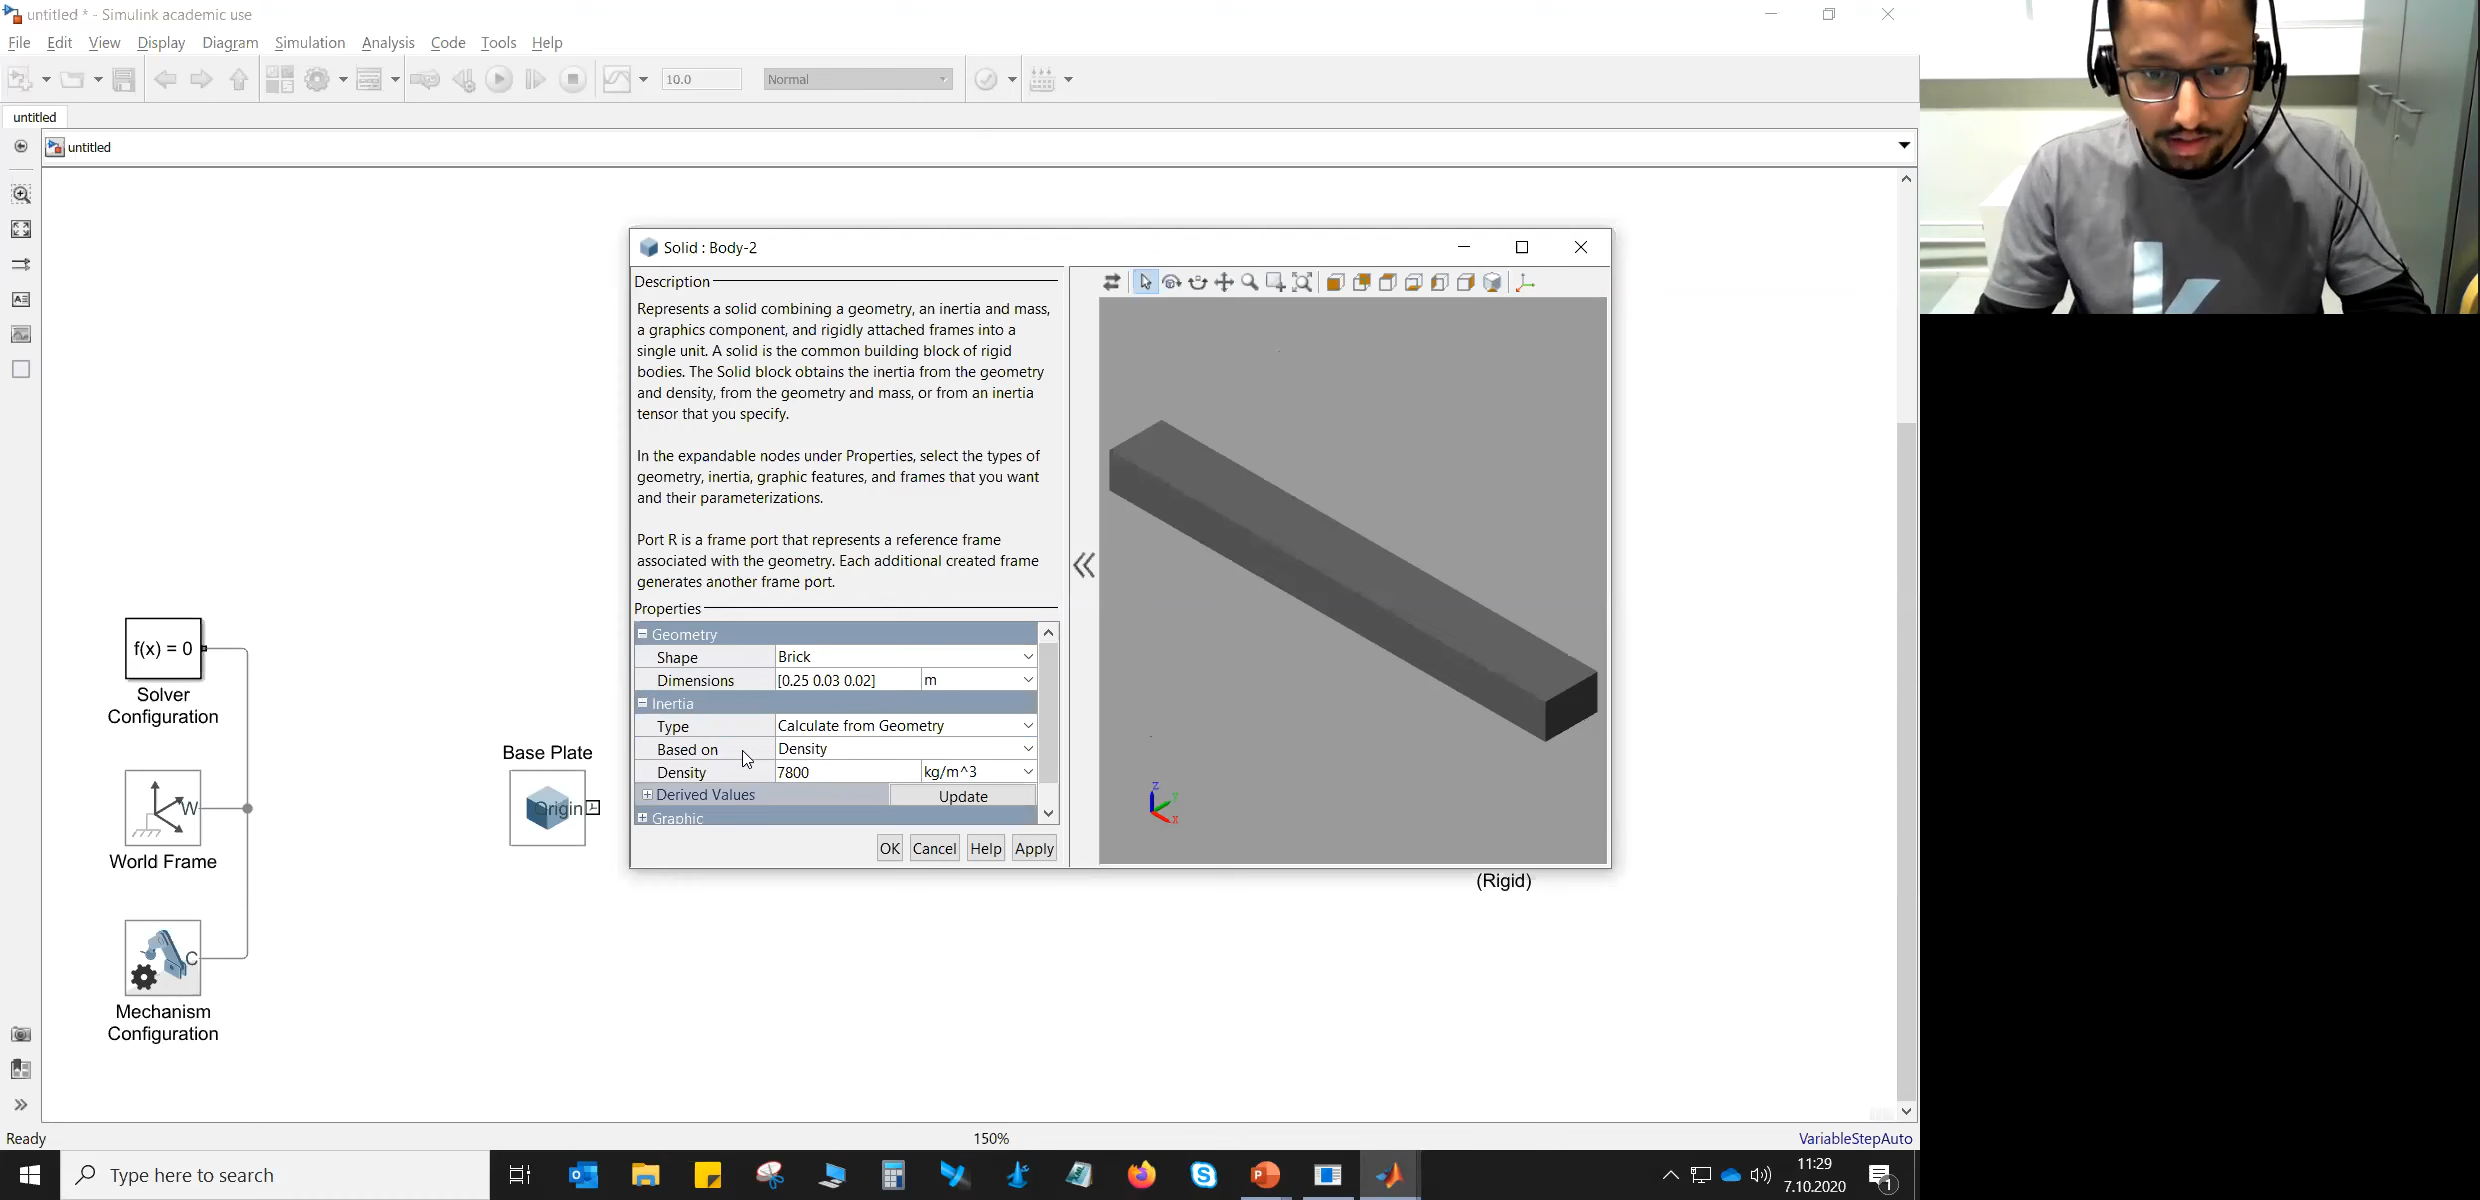 untitled * - Simulink academic use
File Edit View Display Diagram Simulation Analysis Code Tools Help
10.0 Normal
untitled
untitled
Solid : Body-2
Description
Represents a solid combining a geometry, an inertia and mass,
a graphics component, and rigidly attached frames into a
single unit. A solid is the common building block of rigid
bodies. The Solid block obtains the inertia from the geometry
and density, from the geometry and mass, or from an inertia
tensor that you specify.
In the expandable nodes under Properties, select the types of
geometry, inertia, graphic features, and frames that you want
and their parameterizations.
Port R is a frame port that represents a reference frame
associated with the geometry. Each additional created frame
generates another frame port.
Properties
Geometry
Shape Brick
Dimensions [0.25 0.03 0.02] m
Inertia
Type Calculate from Geometry
Based on Density
Density 7800 kg/m^3
Derived Values Update
Graphic
OK Cancel Help Apply
z
y
x
f(x) = 0
Solver
Configuration
W
World Frame
C
Mechanism
Configuration
Base Plate
Origin
(Rigid)
Ready 150% VariableStepAuto
Type here to search
11:29
7.10.2020
1